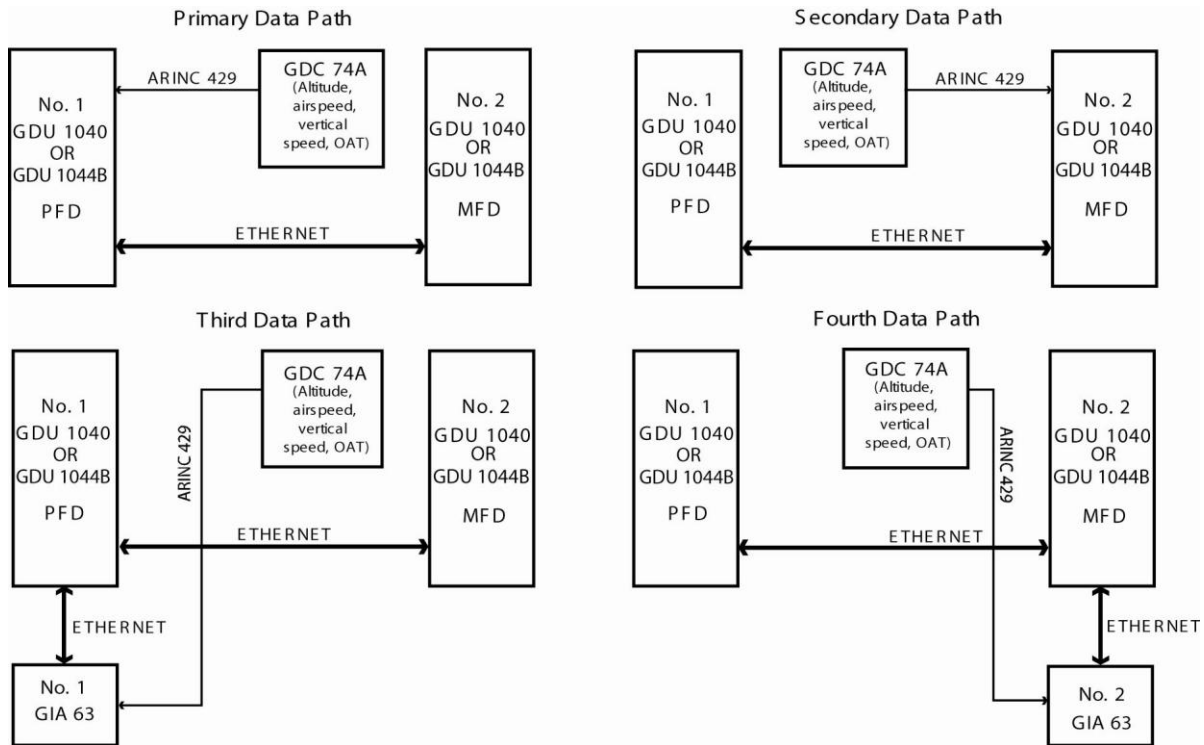 Primary Data Path
No. 1
GDU 1040
OR
GDU 1044B
PFD
ARINC 429
GDC 74A
(Altitude,
airspeed,
vertical
speed, OAT)
No. 2
GDU 1040
OR
GDU 1044B
MFD
ETHERNET
Secondary Data Path
No. 1
GDU 1040
OR
GDU 1044B
PFD
GDC 74A
(Altitude,
airspeed,
vertical
speed, OAT)
ARINC 429
No. 2
GDU 1040
OR
GDU 1044B
MFD
ETHERNET
Third Data Path
No. 1
GDU 1040
OR
GDU 1044B
PFD
ARINC 429
GDC 74A
(Altitude,
airspeed,
vertical
speed, OAT)
No. 2
GDU 1040
OR
GDU 1044B
MFD
ETHERNET
ETHERNET
No. 1
GIA 63
Fourth Data Path
No. 1
GDU 1040
OR
GDU 1044B
PFD
GDC 74A
(Altitude,
airspeed,
vertical
speed, OAT)
ARINC 429
No. 2
GDU 1040
OR
GDU 1044B
MFD
ETHERNET
ETHERNET
No. 2
GIA 63